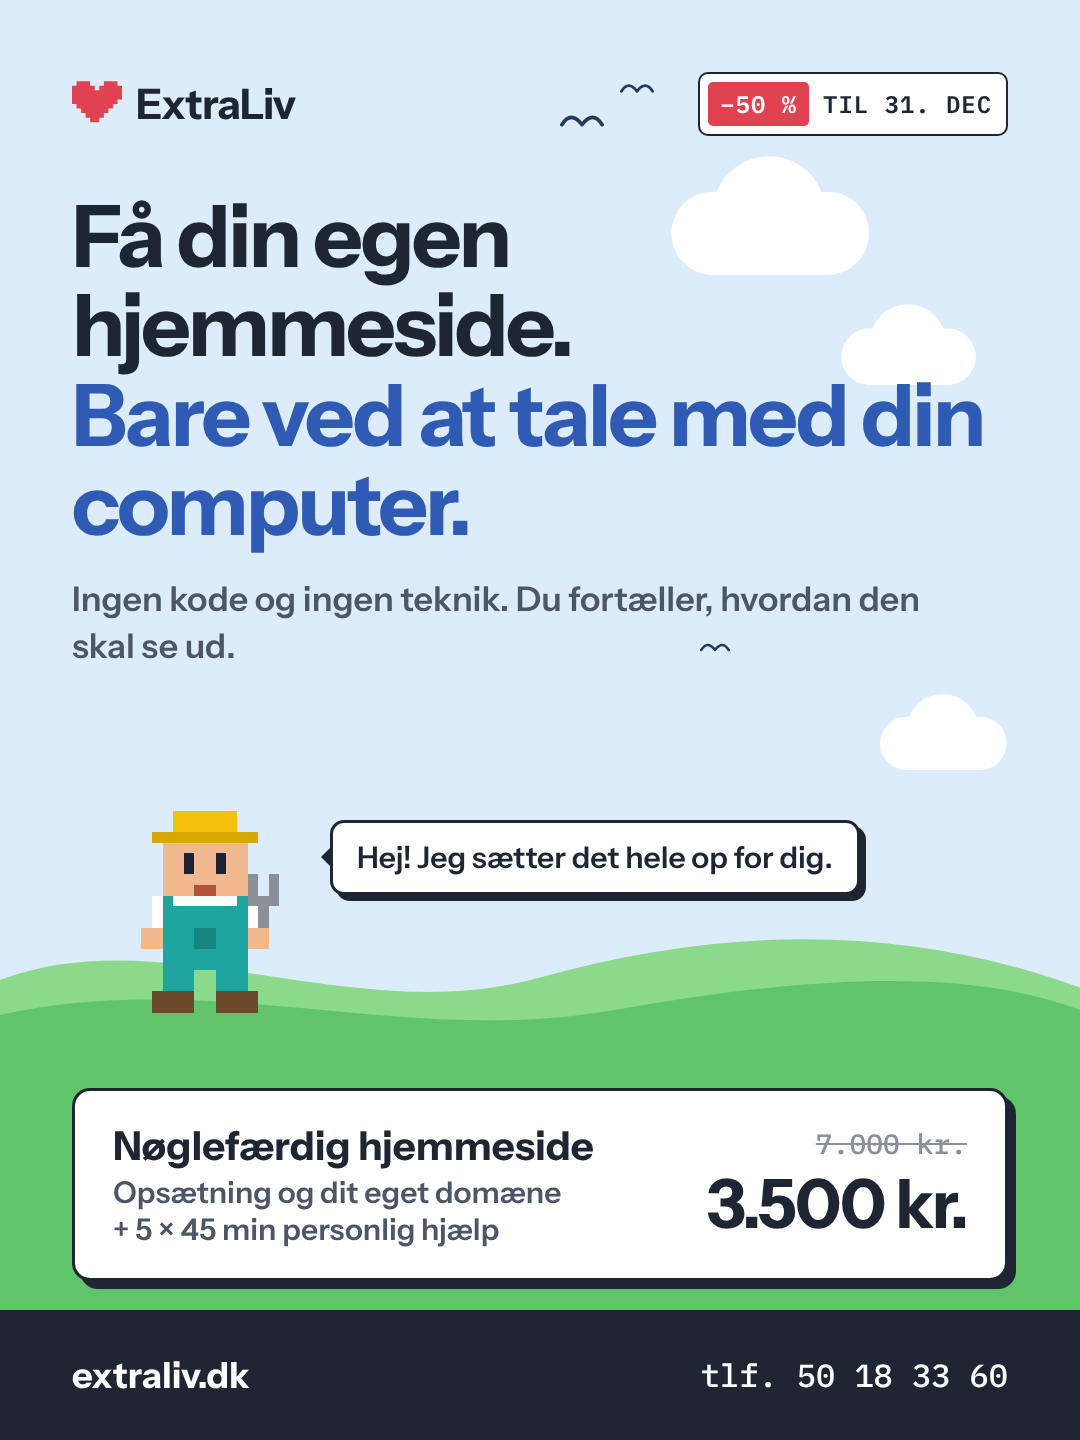 ExtraLiv
−50 % TIL 31. DEC
Få din egen
hjemmeside.
Bare ved at tale med din
computer.
Ingen kode og ingen teknik. Du fortæller, hvordan den
skal se ud.
Hej! Jeg sætter det hele op for dig.
Nøglefærdig hjemmeside
Opsætning og dit eget domæne
+ 5 × 45 min personlig hjælp
7.000 kr.
3.500 kr.
extraliv.dk
tlf. 50 18 33 60